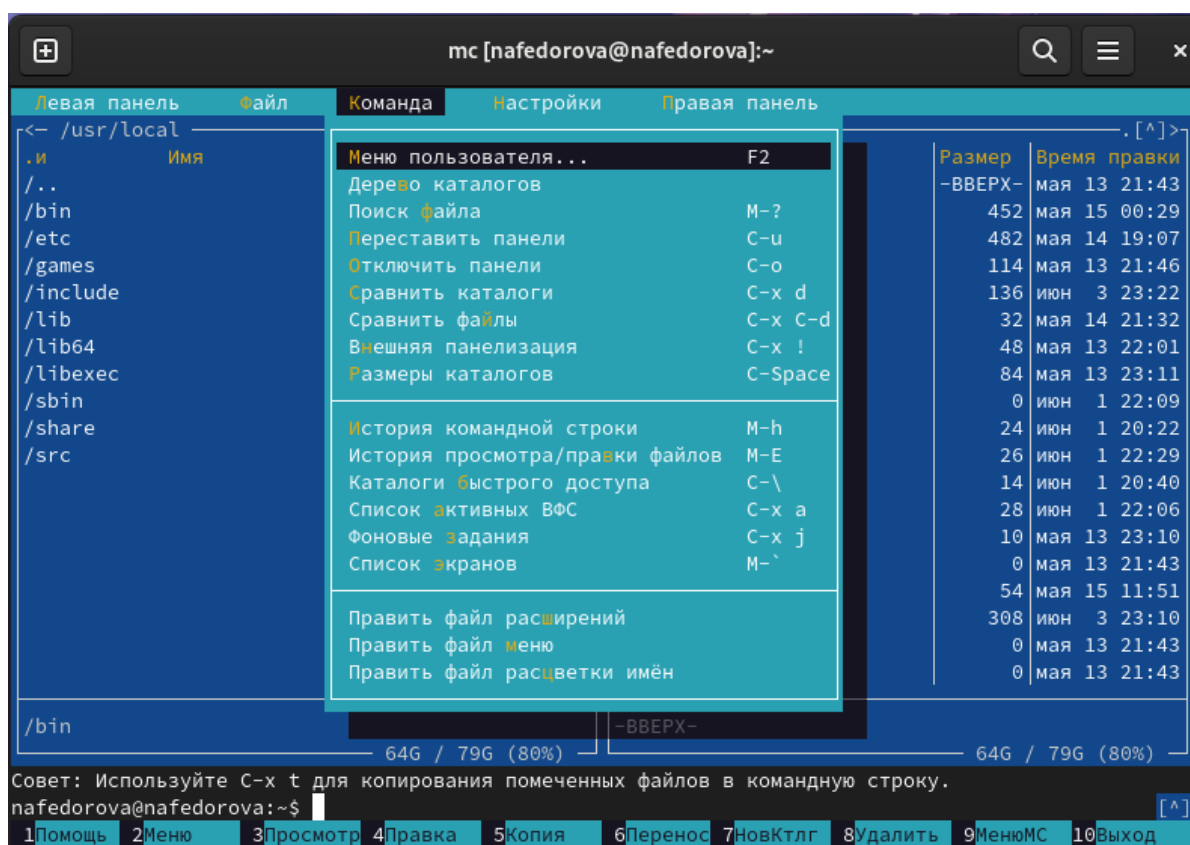 mc [nafedorova@nafedorova]:~
Левая панель Файл Команда Настройки Правая панель
<– /usr/local .[^]>
.и Имя Размер Время правки
Меню пользователя... F2
Дерево каталогов
Поиск файла M-?
Переставить панели C-u
Отключить панели C-o
Сравнить каталоги C-x d
Сравнить файлы C-x C-d
Внешняя панелизация C-x !
Размеры каталогов C-Space
История командной строки M-h
История просмотра/правки файлов M-E
Каталоги быстрого доступа C-\
Список активных ВФС C-x a
Фоновые задания C-x j
Список экранов M-`
Править файл расширений
Править файл меню
Править файл расцветки имён
/..
/bin
/etc
/games
/include
/lib
/lib64
/libexec
/sbin
/share
/src
-ВВЕРХ- мая 13 21:43
452 мая 15 00:29
482 мая 14 19:07
114 мая 13 21:46
136 июн 3 23:22
32 мая 14 21:32
48 мая 13 22:01
84 мая 13 23:11
0 июн 1 22:09
24 июн 1 20:22
26 июн 1 22:29
14 июн 1 20:40
28 июн 1 22:06
10 мая 13 23:10
0 мая 13 21:43
54 мая 15 11:51
308 июн 3 23:10
0 мая 13 21:43
0 мая 13 21:43
/bin -ВВЕРХ-
64G / 79G (80%) 64G / 79G (80%)
Совет: Используйте C-x t для копирования помеченных файлов в командную строку.
nafedorova@nafedorova:~$ [^]
1Помощь 2Меню 3Просмотр 4Правка 5Копия 6Перенос 7НовКтлг 8Удалить 9МенюMC 10Выход